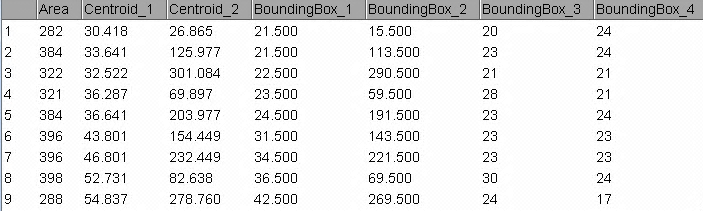 Area Centroid_1 Centroid_2 BoundingBox_1 BoundingBox_2 BoundingBox_3 BoundingBox_4
1 282 30.418 26.865 21.500 15.500 20 24
2 384 33.641 125.977 21.500 113.500 23 24
3 322 32.522 301.084 22.500 290.500 21 21
4 321 36.287 69.897 23.500 59.500 28 21
5 384 36.641 203.977 24.500 191.500 23 24
6 396 43.801 154.449 31.500 143.500 23 23
7 396 46.801 232.449 34.500 221.500 23 23
8 398 52.731 82.638 36.500 69.500 30 24
9 288 54.837 278.760 42.500 269.500 24 17